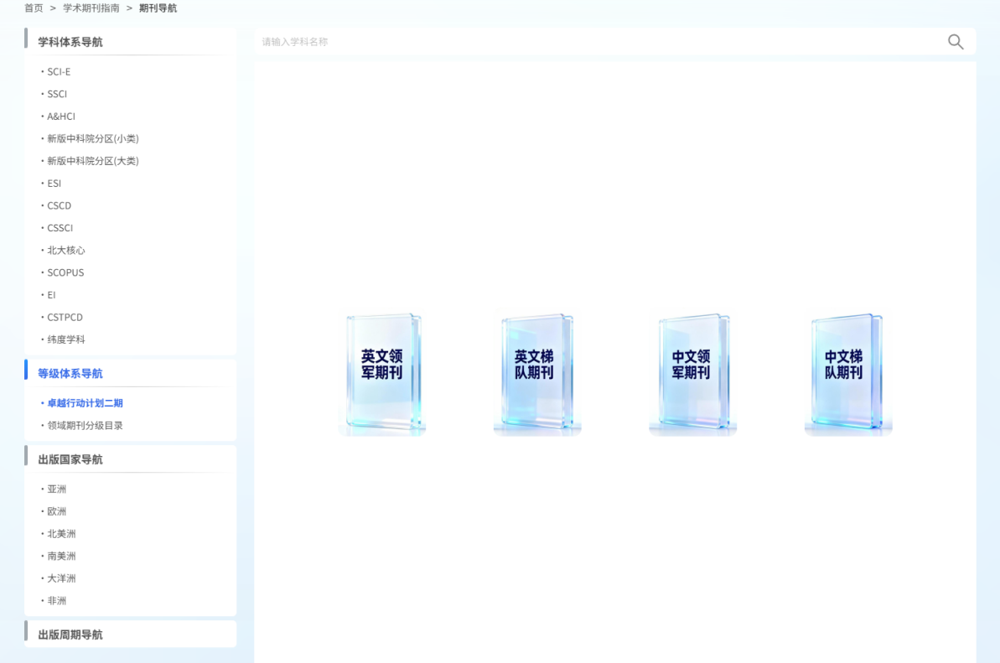 首页 > 学术期刊指南 > 期刊导航
学科体系导航
· SCI-E
· SSCI
· A&HCI
· 新版中科院分区(小类)
· 新版中科院分区(大类)
· ESI
· CSCD
· CSSCI
· 北大核心
· SCOPUS
· EI
· CSTPCD
· 纬度学科
等级体系导航
· 卓越行动计划二期
· 领域期刊分级目录
出版国家导航
· 亚洲
· 欧洲
· 北美洲
· 南美洲
· 大洋洲
· 非洲
出版周期导航
请输入学科名称
英文领
军期刊
英文梯
队期刊
中文领
军期刊
中文梯
队期刊